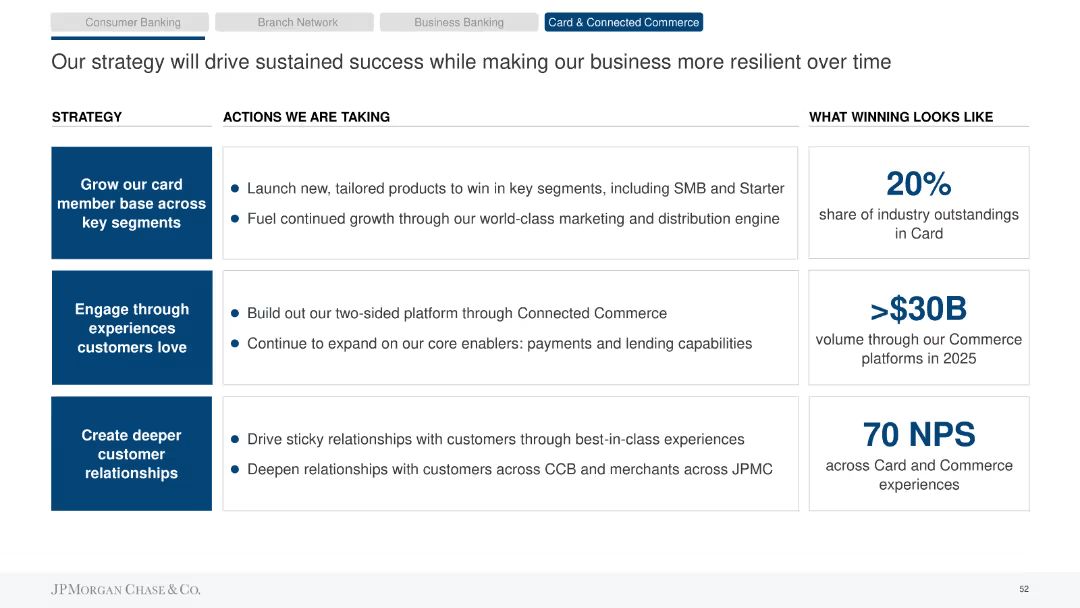 Consumer Banking
Branch Network
Business Banking
Card & Connected Commerce
Our strategy will drive sustained success while making our business more resilient over time
STRATEGY
ACTIONS WE ARE TAKING
WHAT WINNING LOOKS LIKE
Grow our card
member base across
key segments
● Launch new, tailored products to win in key segments, including SMB and Starter
● Fuel continued growth through our world-class marketing and distribution engine
20%
share of industry outstandings
in Card
Engage through
experiences
customers love
● Build out our two-sided platform through Connected Commerce
● Continue to expand on our core enablers: payments and lending capabilities
>$30B
volume through our Commerce
platforms in 2025
Create deeper
customer
relationships
● Drive sticky relationships with customers through best-in-class experiences
● Deepen relationships with customers across CCB and merchants across JPMC
70 NPS
across Card and Commerce
experiences
JPMORGAN CHASE & CO.
52